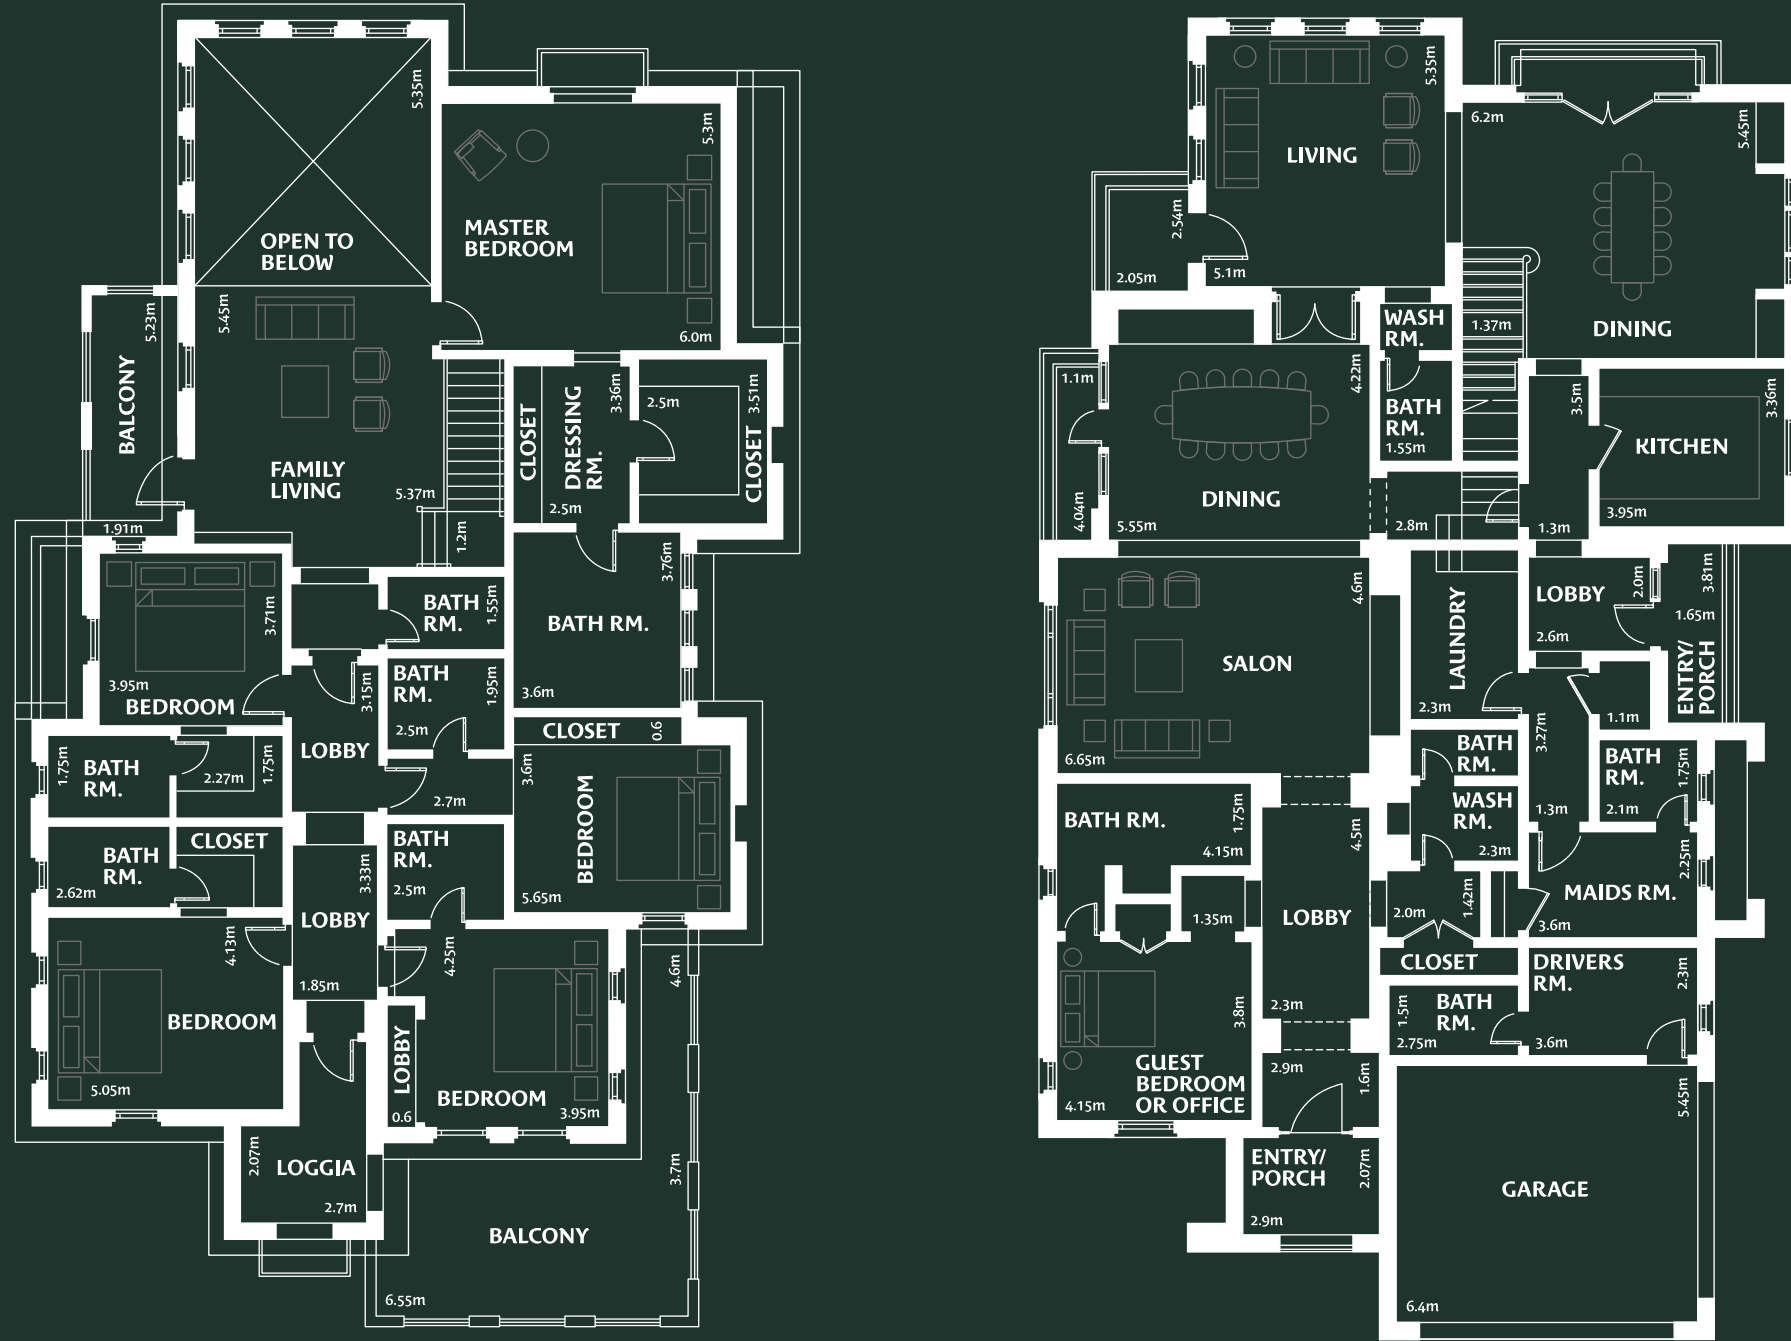 5.35m
5.3m
MASTER
BEDROOM
OPEN TO
BELOW
6.0m
5.23m
5.45m
BALCONY
FAMILY
LIVING
5.37m
1.91m
1.2m
CLOSET
DRESSING
RM.
3.36m
2.5m
2.5m
3.51m
CLOSET
3.71m
3.95m
BEDROOM
BATH
RM.
1.55m
3.76m
BATH RM.
3.6m
3.15m
BATH
RM.
1.95m
2.5m
LOBBY
1.75m
BATH
RM.
2.27m
1.75m
2.7m
CLOSET
0.6
3.6m
BEDROOM
5.65m
BATH
RM.
2.62m
CLOSET
3.33m
LOBBY
1.85m
BATH
RM.
2.5m
4.13m
BEDROOM
5.05m
4.25m
LOBBY
0.6
BEDROOM
3.95m
4.6m
3.7m
2.07m
LOGGIA
2.7m
BALCONY
6.55m
5.35m
LIVING
5.1m
2.54m
2.05m
6.2m
5.45m
DINING
1.37m
WASH
RM.
BATH
RM.
1.55m
1.1m
4.22m
DINING
5.55m
4.04m
2.8m
3.5m
1.3m
KITCHEN
3.36m
3.95m
4.6m
SALON
6.65m
LAUNDRY
2.3m
LOBBY
2.0m
2.6m
3.81m
1.65m
ENTRY/
PORCH
1.1m
3.27m
1.3m
BATH
RM.
WASH
RM.
2.3m
BATH
RM.
1.75m
2.1m
BATH RM.
1.75m
4.15m
1.35m
4.5m
LOBBY
2.3m
2.0m
1.42m
2.25m
MAIDS RM.
3.6m
CLOSET
DRIVERS
RM.
2.3m
3.6m
1.5m
BATH
RM.
2.75m
3.8m
GUEST
BEDROOM
OR OFFICE
4.15m
2.9m
1.6m
ENTRY/
PORCH
2.07m
2.9m
5.45m
GARAGE
6.4m